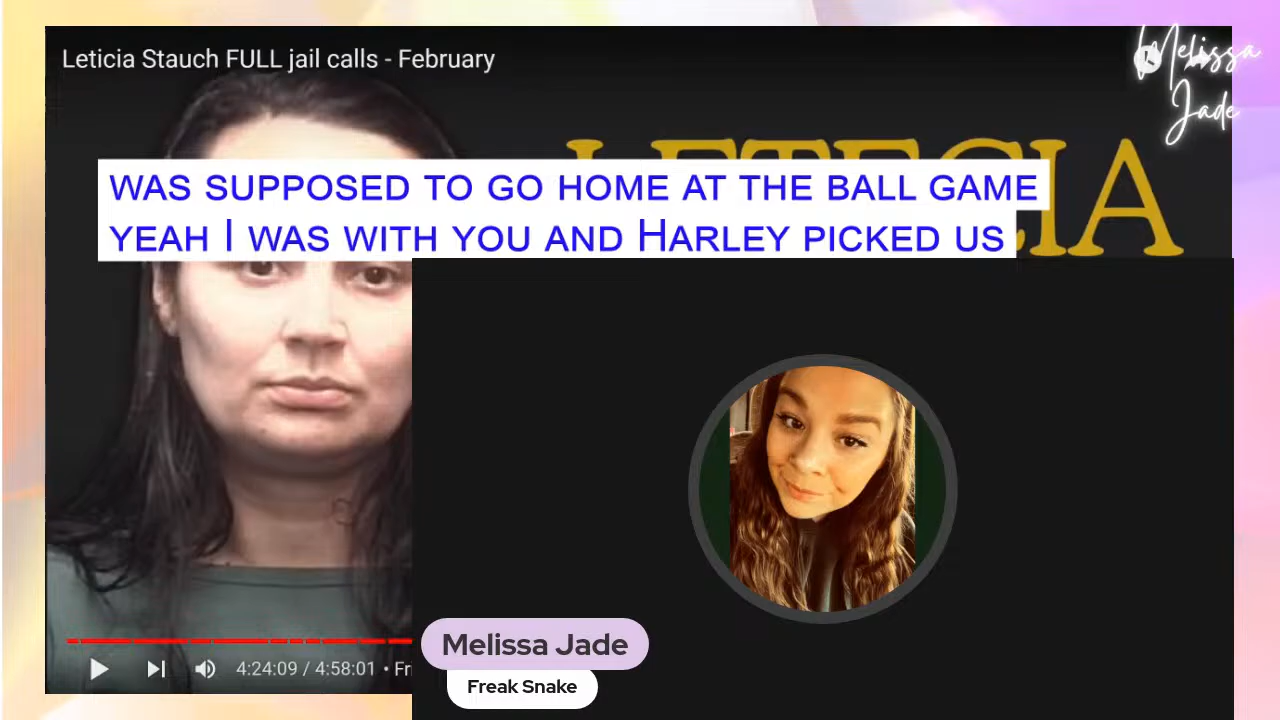 Leticia Stauch FULL jail calls - February
Melissa
Jade
WAS SUPPOSED TO GO HOME AT THE BALL GAME
YEAH I WAS WITH YOU AND HARLEY PICKED US
4:24:09 / 4:58:01 • Fri
Melissa Jade
Freak Snake